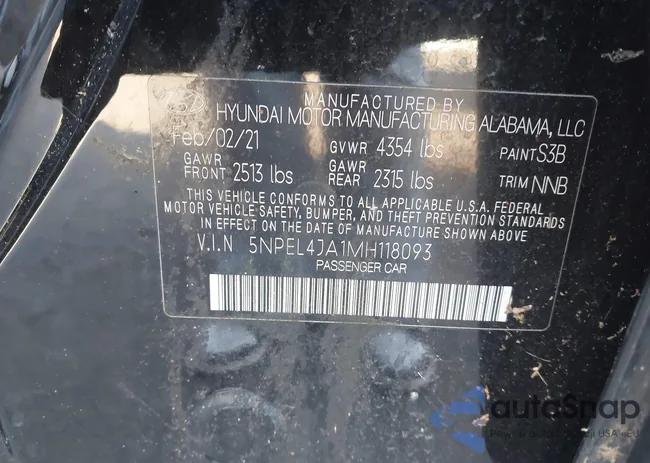 MANUFACTURED BY
HYUNDAI MOTOR MANUFACTURING ALABAMA, LLC
Feb/02/21 GVWR 4354 lbs PAINT S3B
GAWR FRONT 2513 lbs GAWR REAR 2315 lbs TRIM NNB
THIS VEHICLE CONFORMS TO ALL APPLICABLE U.S.A. FEDERAL
MOTOR VEHICLE SAFETY, BUMPER, AND THEFT PREVENTION STANDARDS
IN EFFECT ON THE DATE OF MANUFACTURE SHOWN ABOVE
V.I.N 5NPEL4JA1MH118093
PASSENGER CAR
autoSnap